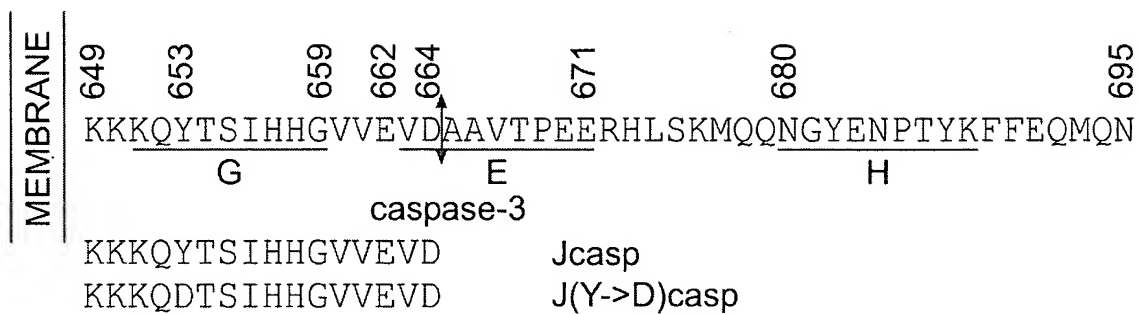 MEMBRANE
649 653 659 662 664 671 680 695
KKKQYTSIHHGVVEVDAAVTPEERHLSKMQQNGYENPTYKFFEQMQN
G E H
caspase-3
KKKQYTSIHHGVVEVD Jcasp
KKKQDTSIHHGVVEVD J(Y->D)casp